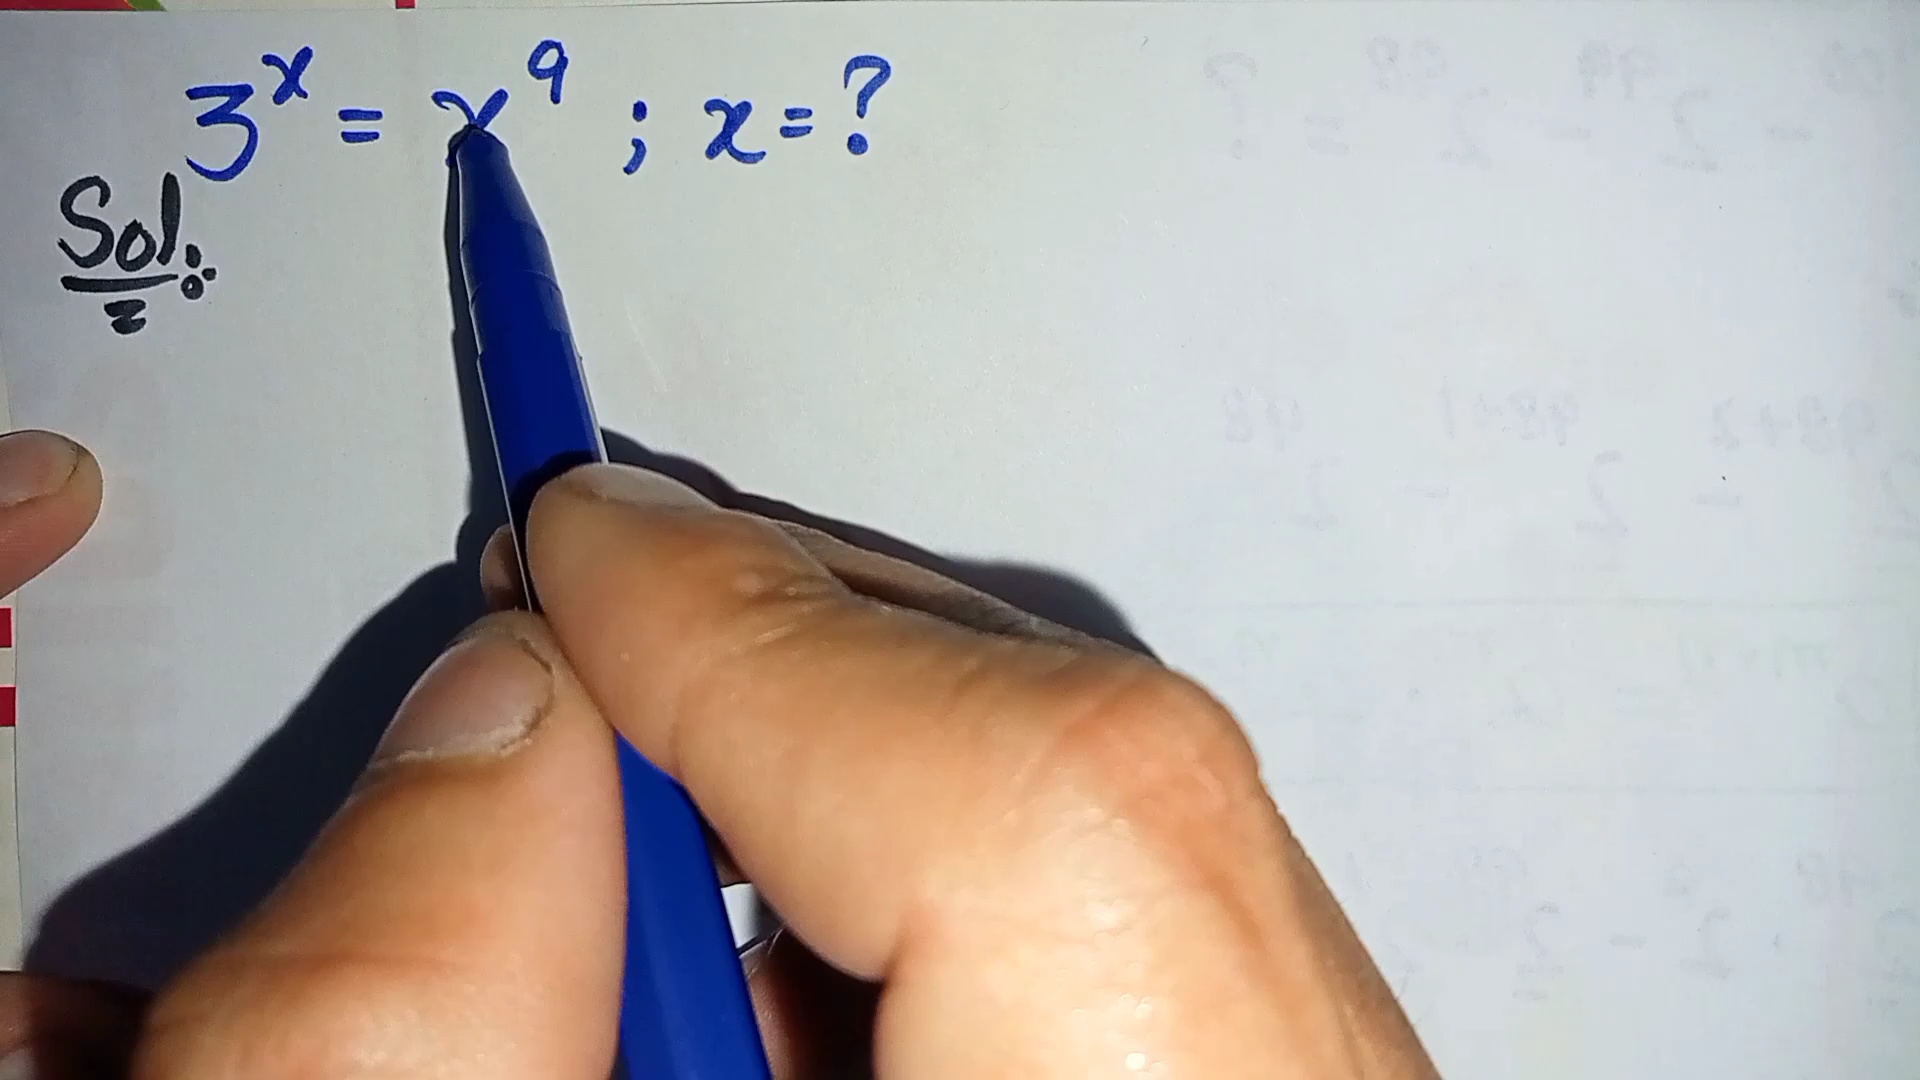 3^x = x^9 ; x = ?
Sol: